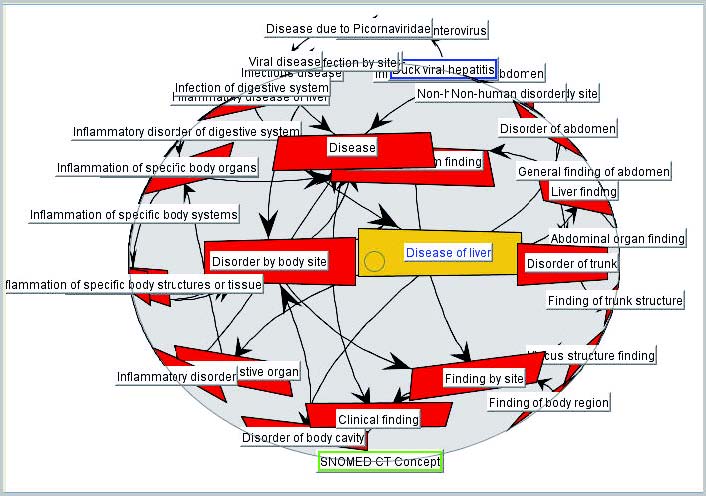 Disease due to Picornaviridae nterovirus
Viral disease fection by site
Infectious disease
Duck viral hepatitis bdomen
Infection of digestive system
Inflammatory disease of liver
Non-h Non-human disorder y site
Inflammatory disorder of digestive system
Disorder of abdomen
Disease
m finding
Inflammation of specific body organs
General finding of abdomen
Liver finding
Inflammation of specific body systems
Abdominal organ finding
Disorder by body site
Disease of liver
Disorder of trunk
flammation of specific body structures or tissue
Finding of trunk structure
scus structure finding
Inflammatory disorder stive organ
Finding by site
Finding of body region
Clinical finding
Disorder of body cavity
SNOMED CT Concept